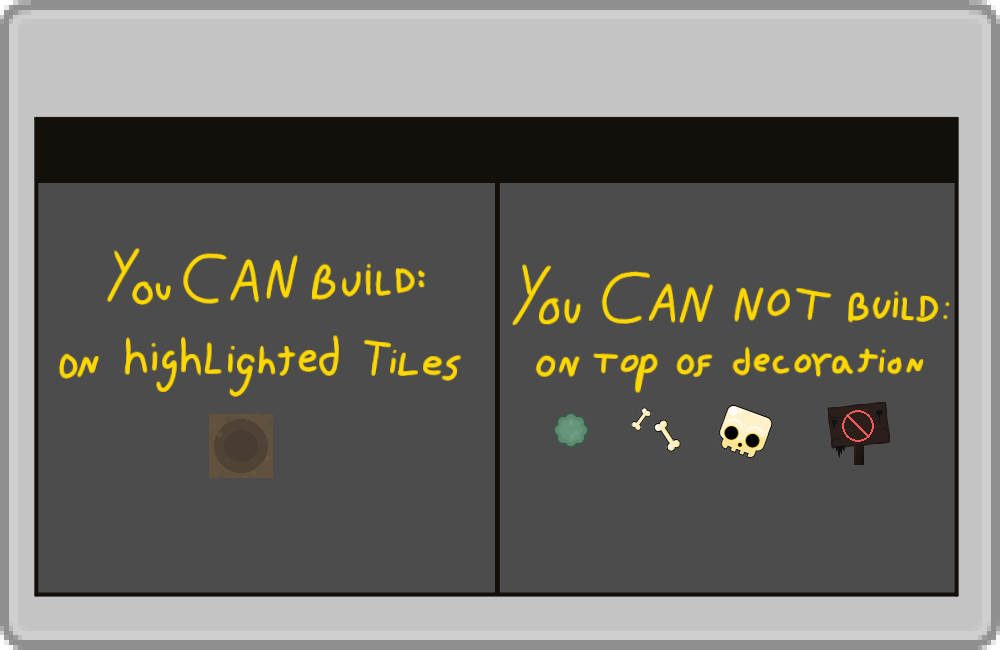 You CAN BUiLD:
ON highLighted TiLes
You CAN NOT BUiLD:
ON TOp OF decoratioN